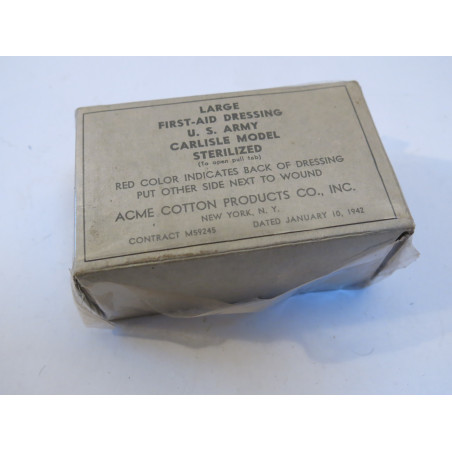 LARGE
FIRST-AID DRESSING
U. S. ARMY
CARLISLE MODEL
STERILIZED
(To open pull tab)
RED COLOR INDICATES BACK OF DRESSING
PUT OTHER SIDE NEXT TO WOUND
ACME COTTON PRODUCTS CO., INC.
NEW YORK, N. Y.
CONTRACT M59245 DATED JANUARY 10, 1942